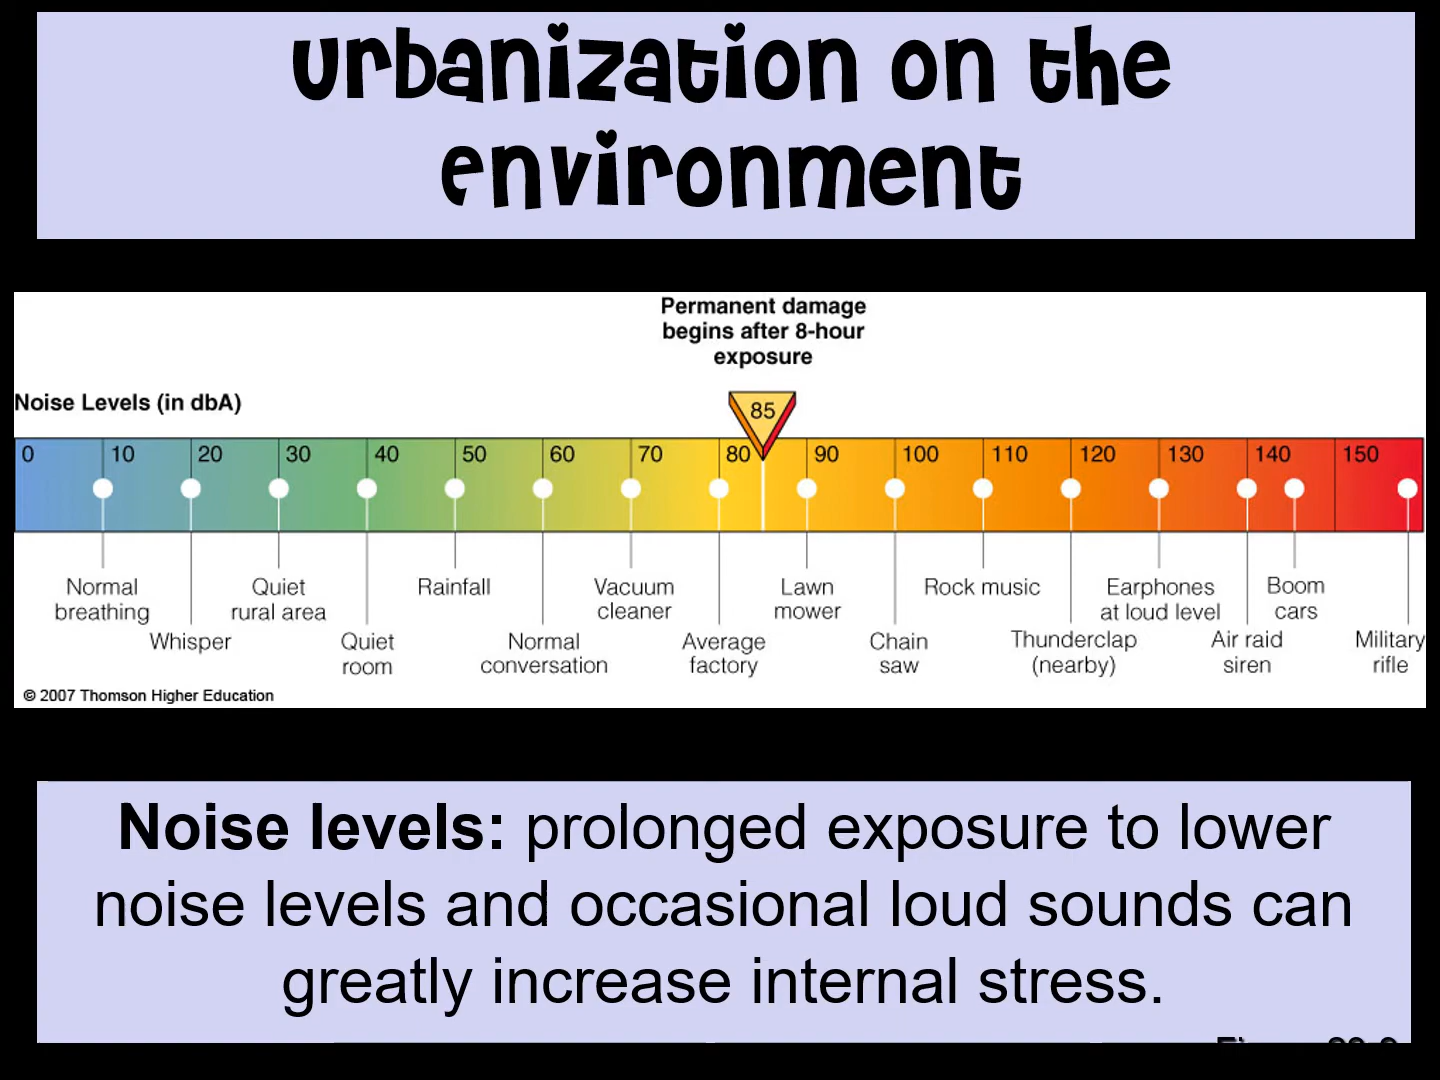 urbanization on the
environment
Permanent damage
begins after 8-hour
exposure
Noise Levels (in dbA)
85
0 10 20 30 40 50 60 70 80 90 100 110 120 130 140 150
Normal breathing
Whisper
Quiet rural area
Quiet room
Rainfall
Normal conversation
Vacuum cleaner
Average factory
Lawn mower
Chain saw
Rock music
Thunderclap (nearby)
Earphones at loud level
Air raid siren
Boom cars
Military rifle
© 2007 Thomson Higher Education
Noise levels: prolonged exposure to lower
noise levels and occasional loud sounds can
greatly increase internal stress.